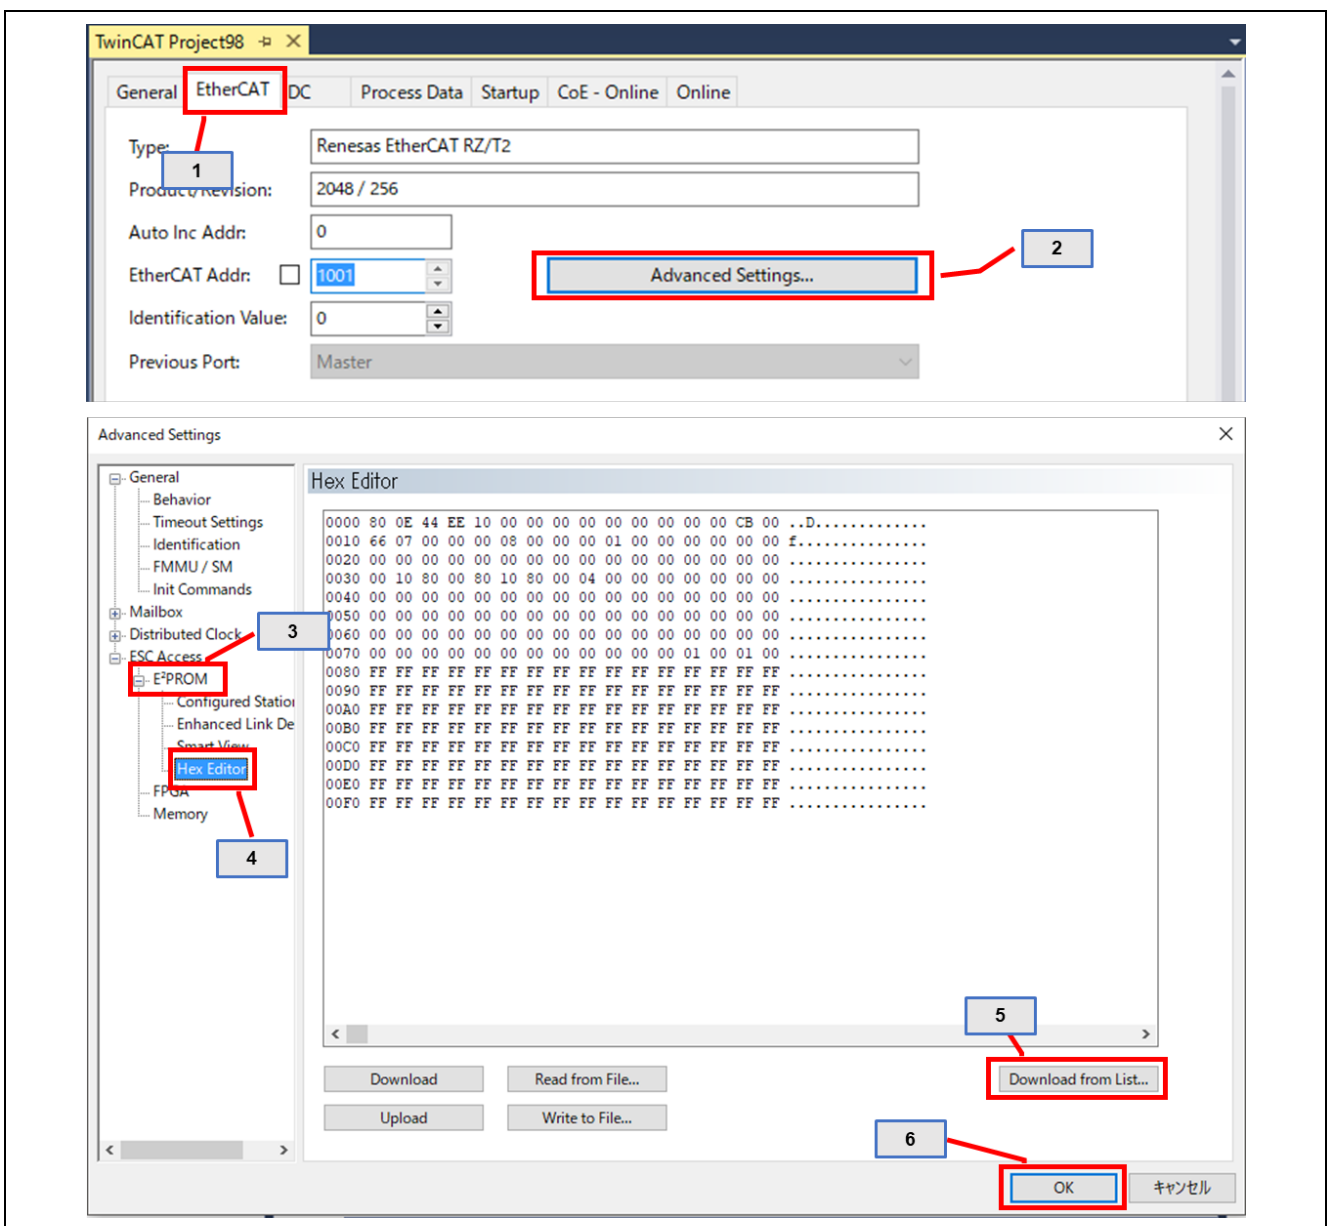 TwinCAT Project98
General EtherCAT DC Process Data Startup CoE - Online Online
Type: Renesas EtherCAT RZ/T2
1
Product/Revision: 2048 / 256
Auto Inc Addr: 0
2
EtherCAT Addr: 1001 Advanced Settings...
Identification Value: 0
Previous Port: Master
Advanced Settings
General
Behavior
Timeout Settings
Identification
FMMU / SM
Init Commands
Mailbox
Distributed Clock
3
ESC Access
E²PROM
Configured Station
Enhanced Link De
Smart View
Hex Editor
FPGA
Memory
4
Hex Editor
0000 80 0E 44 EE 10 00 00 00 00 00 00 00 00 00 CB 00 ..D.............
0010 66 07 00 00 00 08 00 00 00 01 00 00 00 00 00 00 f...............
0020 00 00 00 00 00 00 00 00 00 00 00 00 00 00 00 00 ................
0030 00 10 80 00 80 10 80 00 04 00 00 00 00 00 00 00 ................
0040 00 00 00 00 00 00 00 00 00 00 00 00 00 00 00 00 ................
0050 00 00 00 00 00 00 00 00 00 00 00 00 00 00 00 00 ................
0060 00 00 00 00 00 00 00 00 00 00 00 00 00 00 00 00 ................
0070 00 00 00 00 00 00 00 00 00 00 00 00 01 00 01 00 ................
0080 FF FF FF FF FF FF FF FF FF FF FF FF FF FF FF FF ................
0090 FF FF FF FF FF FF FF FF FF FF FF FF FF FF FF FF ................
00A0 FF FF FF FF FF FF FF FF FF FF FF FF FF FF FF FF ................
00B0 FF FF FF FF FF FF FF FF FF FF FF FF FF FF FF FF ................
00C0 FF FF FF FF FF FF FF FF FF FF FF FF FF FF FF FF ................
00D0 FF FF FF FF FF FF FF FF FF FF FF FF FF FF FF FF ................
00E0 FF FF FF FF FF FF FF FF FF FF FF FF FF FF FF FF ................
00F0 FF FF FF FF FF FF FF FF FF FF FF FF FF FF FF FF ................
5
Download Read from File... Download from List...
Upload Write to File...
6
OK キャンセル